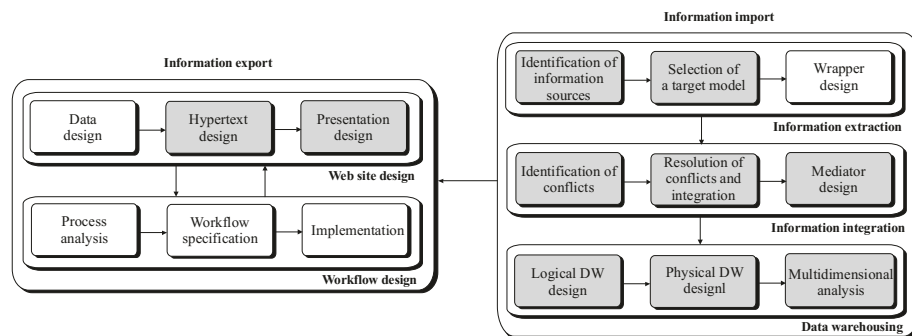 Information export
Data
design
Hypertext
design
Presentation
design
Web site design
Process
analysis
Workflow
specification
Implementation
Workflow design
Information import
Identification of
information
sources
Selection of
a target model
Wrapper
design
Information extraction
Identification
of conflicts
Resolution of
conflicts and
integration
Mediator
design
Information integration
Logical DW
design
Physical DW
designl
Multidimensional
analysis
Data warehousing